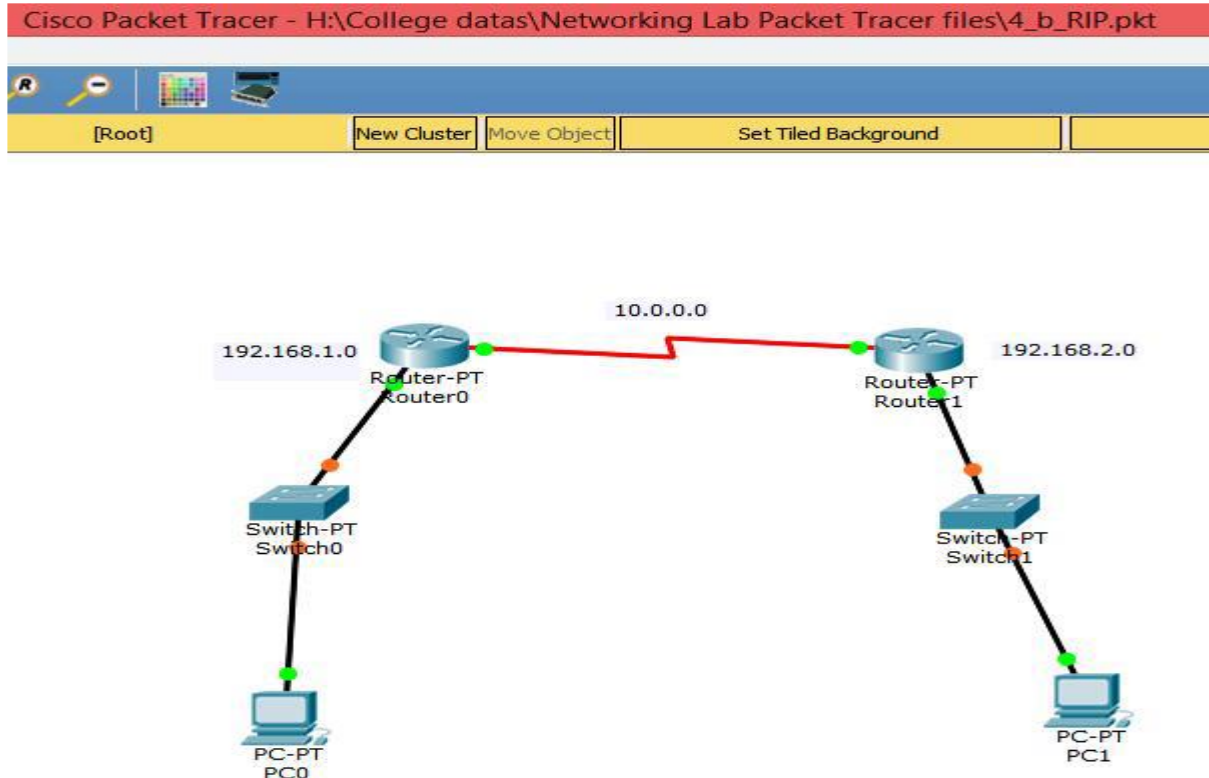 Cisco Packet Tracer - H:\College datas\Networking Lab Packet Tracer files\4_b_RIP.pkt
R
[Root] New Cluster Move Object Set Tiled Background
10.0.0.0
192.168.1.0
192.168.2.0
Router-PT
Router0
Router-PT
Router1
Switch-PT
Switch0
Switch-PT
Switch1
PC-PT
PC0
PC-PT
PC1